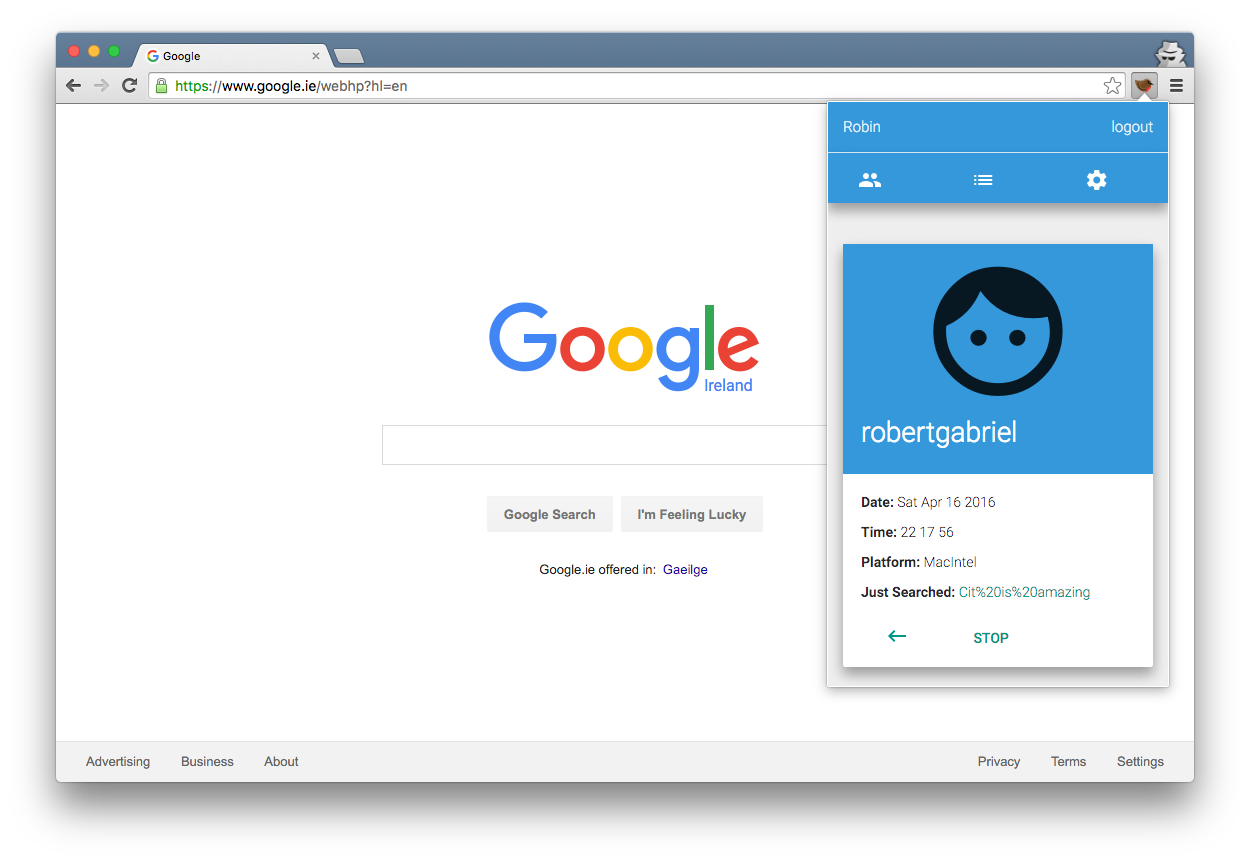 Google
https://www.google.ie/webhp?hl=en
Robin
logout
Google
Ireland
robertgabriel
Date: Sat Apr 16 2016
Time: 22 17 56
Platform: MacIntel
Just Searched: Cit%20is%20amazing
STOP
Google Search
I'm Feeling Lucky
Google.ie offered in: Gaeilge
Advertising
Business
About
Privacy
Terms
Settings